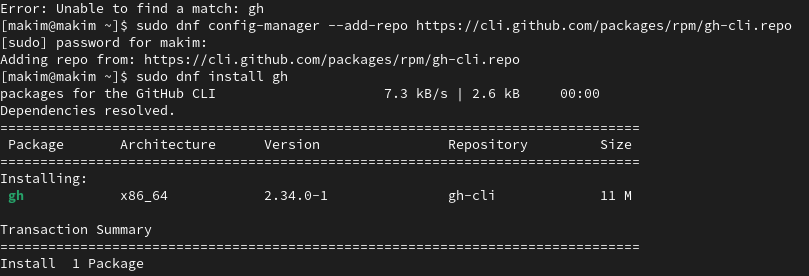 Error: Unable to find a match: gh
[makim@makim ~]$ sudo dnf config-manager --add-repo https://cli.github.com/packages/rpm/gh-cli.repo
[sudo] password for makim:
Adding repo from: https://cli.github.com/packages/rpm/gh-cli.repo
[makim@makim ~]$ sudo dnf install gh
packages for the GitHub CLI                     7.3 kB/s | 2.6 kB     00:00
Dependencies resolved.
================================================================================
 Package       Architecture      Version                Repository         Size
================================================================================
Installing:
 gh            x86_64            2.34.0-1               gh-cli             11 M

Transaction Summary
================================================================================
Install  1 Package